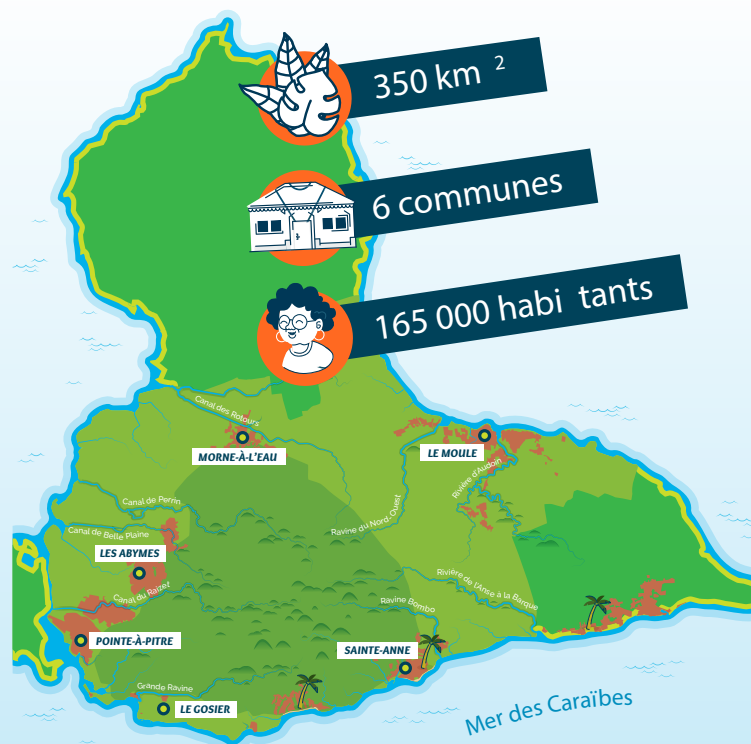 350 km 2
6 communes
165 000 habi tants
Canal des Rotours
MORNE-À-L'EAU
LE MOULE
Rivière d'Audoin
Canal de Perrin
Ravine du Nord-Ouest
Canal de Belle Plaine
LES ABYMES
Canal du Raizet
Rivière de l'Anse à la Barque
Ravine Bombo
POINTE-À-PITRE
SAINTE-ANNE
Grande Ravine
LE GOSIER
Mer des Caraïbes